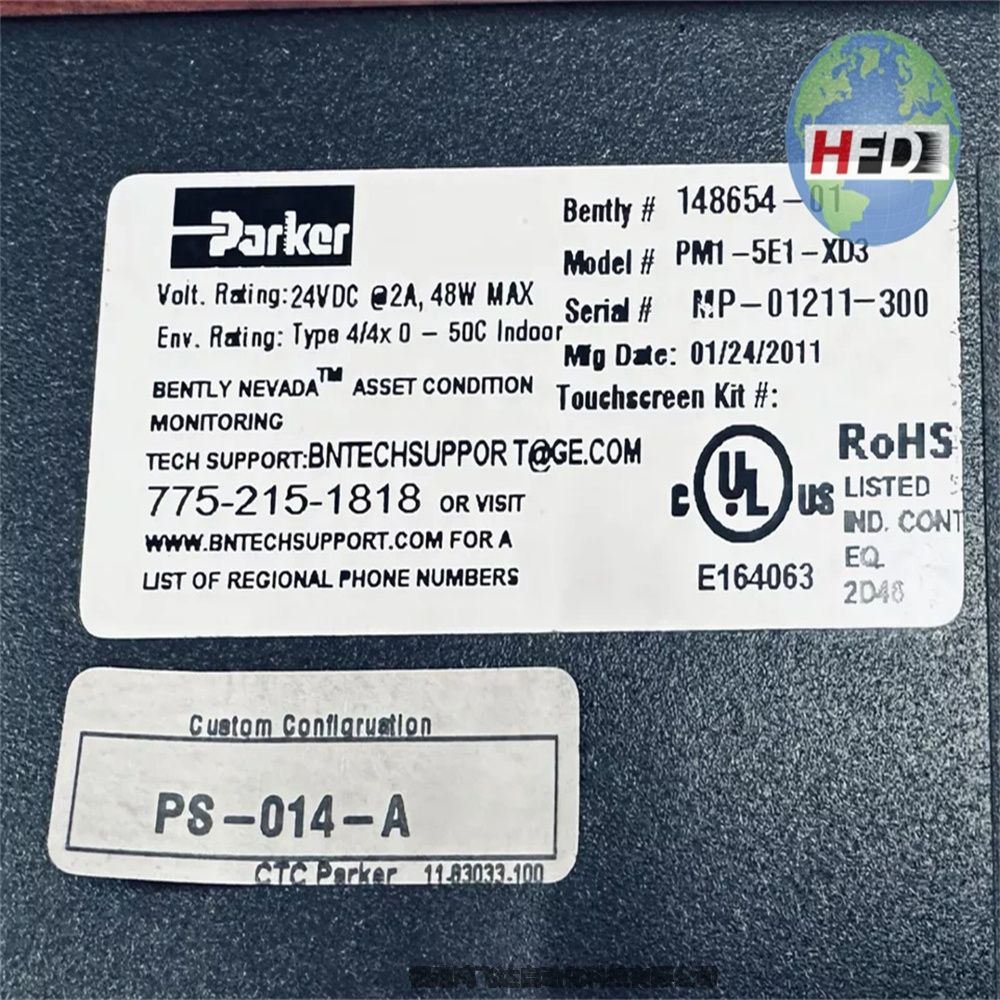 HFD
Parker
Bently # 148654-01
Model # PM1-5E1-XD3
Volt. Rating:24VDC @2A, 48W MAX
Serial # MP-01211-300
Env. Rating: Type 4/4x 0 - 50C Indoor
Mfg Date: 01/24/2011
BENTLY NEVADA™ ASSET CONDITION
MONITORING
Touchscreen Kit #:
TECH SUPPORT:BNTECHSUPPORT@GE.COM
775-215-1818 OR VISIT
WWW.BNTECHSUPPORT.COM FOR A
LIST OF REGIONAL PHONE NUMBERS
C UL US
RoHS
LISTED
IND. CONT
EQ.
E164063
Custom Configruation
PS-014-A
CTC Parker 11-83033-100